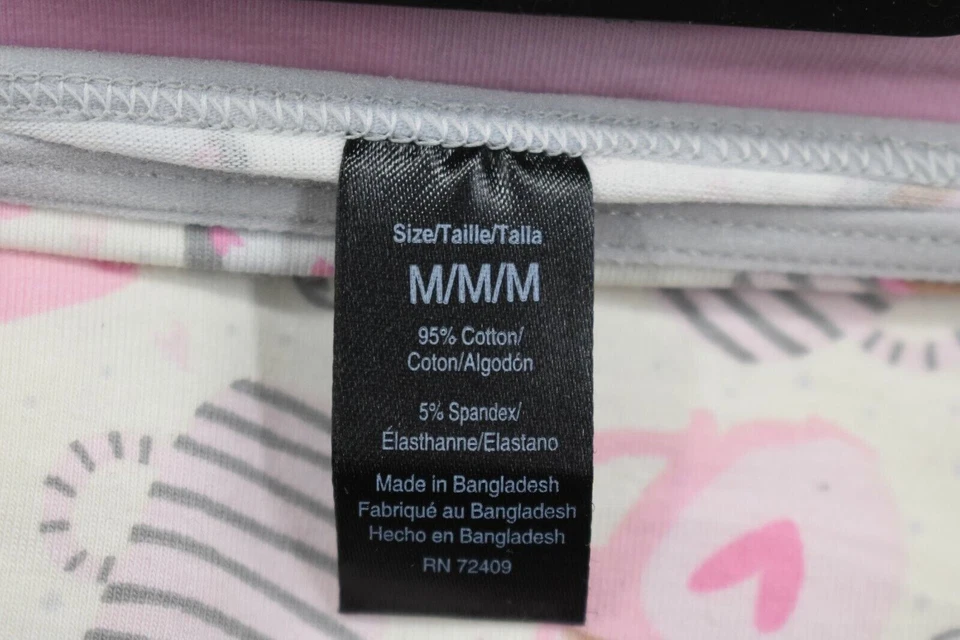 Size/Taille/Talla
M/M/M
95% Cotton/
Coton/Algodón
5% Spandex/
Élasthanne/Elastano
Made in Bangladesh
Fabriqué au Bangladesh
Hecho en Bangladesh
RN 72409